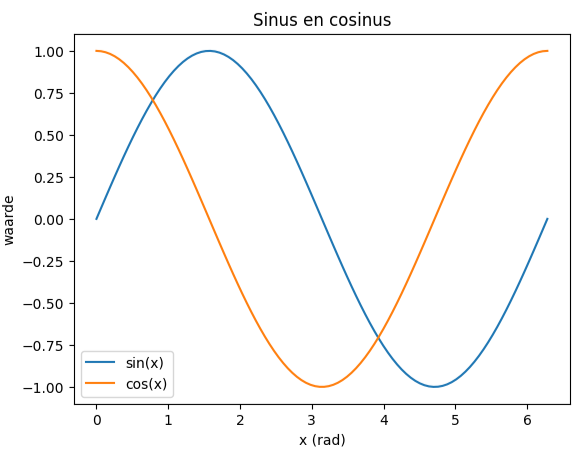 Sinus en cosinus
1.00
0.75
0.50
0.25
0.00
−0.25
−0.50
−0.75
−1.00
waarde
sin(x)
cos(x)
0 1 2 3 4 5 6
x (rad)